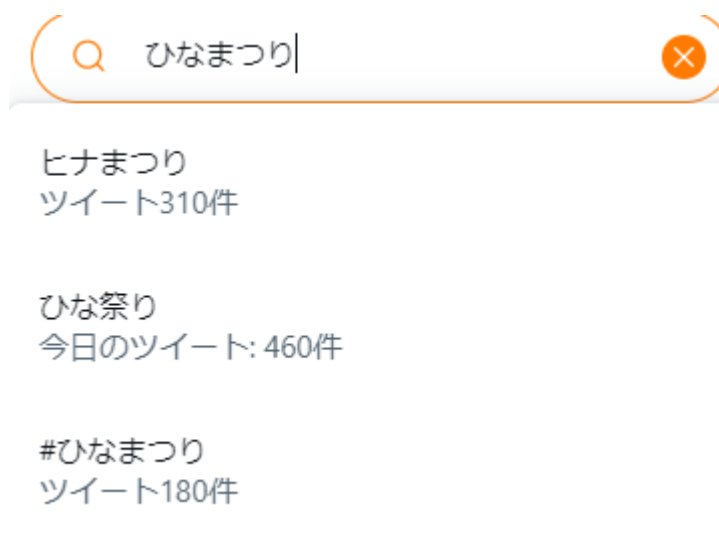 ひなまつり
ヒナまつり
ツイート310件
ひな祭り
今日のツイート: 460件
#ひなまつり
ツイート180件